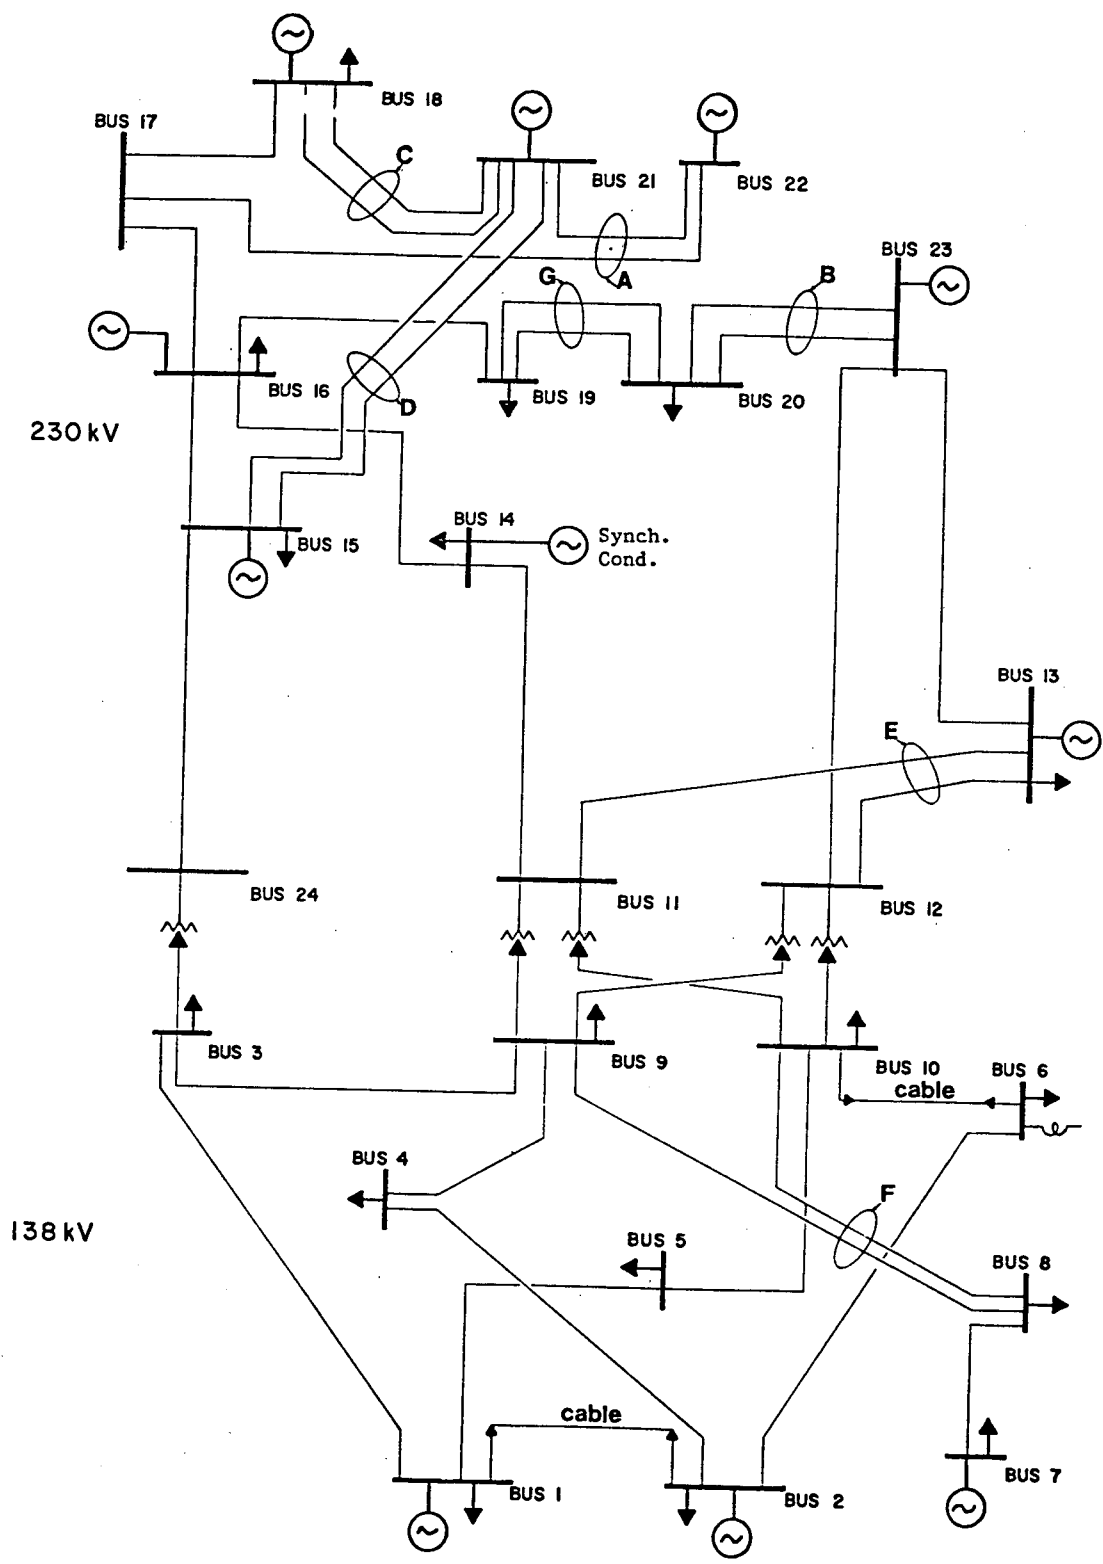 BUS 18
BUS 17
C
BUS 21
BUS 22
A
BUS 23
G
B
BUS 16
D
BUS 19
BUS 20
230 kV
BUS 14
BUS 15
Synch.
Cond.
BUS 13
E
BUS 24
BUS 11
BUS 12
BUS 3
BUS 9
BUS 10
BUS 6
cable
BUS 4
F
138 kV
BUS 5
BUS 8
cable
BUS 7
BUS 1
BUS 2